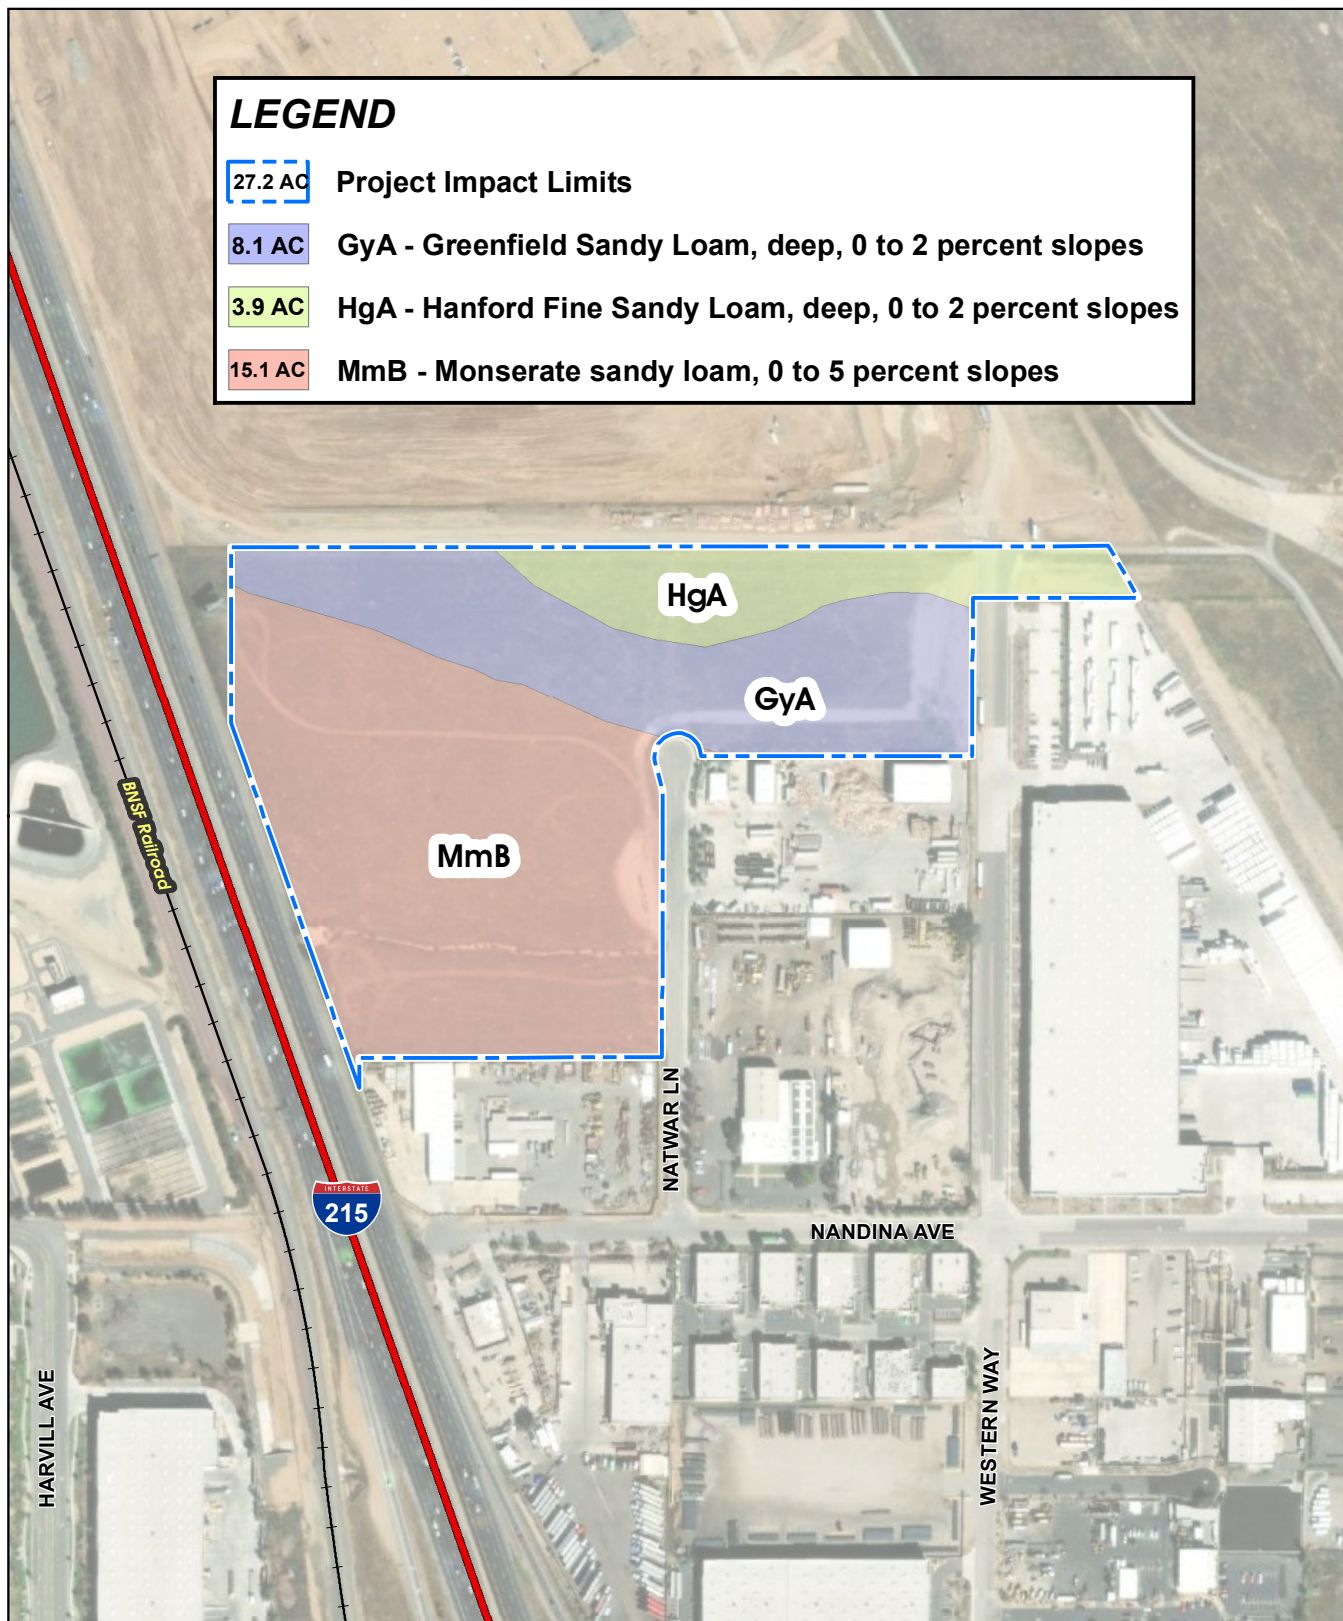 LEGEND
27.2 AC Project Impact Limits
8.1 AC GyA - Greenfield Sandy Loam, deep, 0 to 2 percent slopes
3.9 AC HgA - Hanford Fine Sandy Loam, deep, 0 to 2 percent slopes
15.1 AC MmB - Monserate sandy loam, 0 to 5 percent slopes
HgA
GyA
BNSF Railroad
MmB
NATWAR LN
INTERSTATE
215
NANDINA AVE
HARVILL AVE
WESTERN WAY